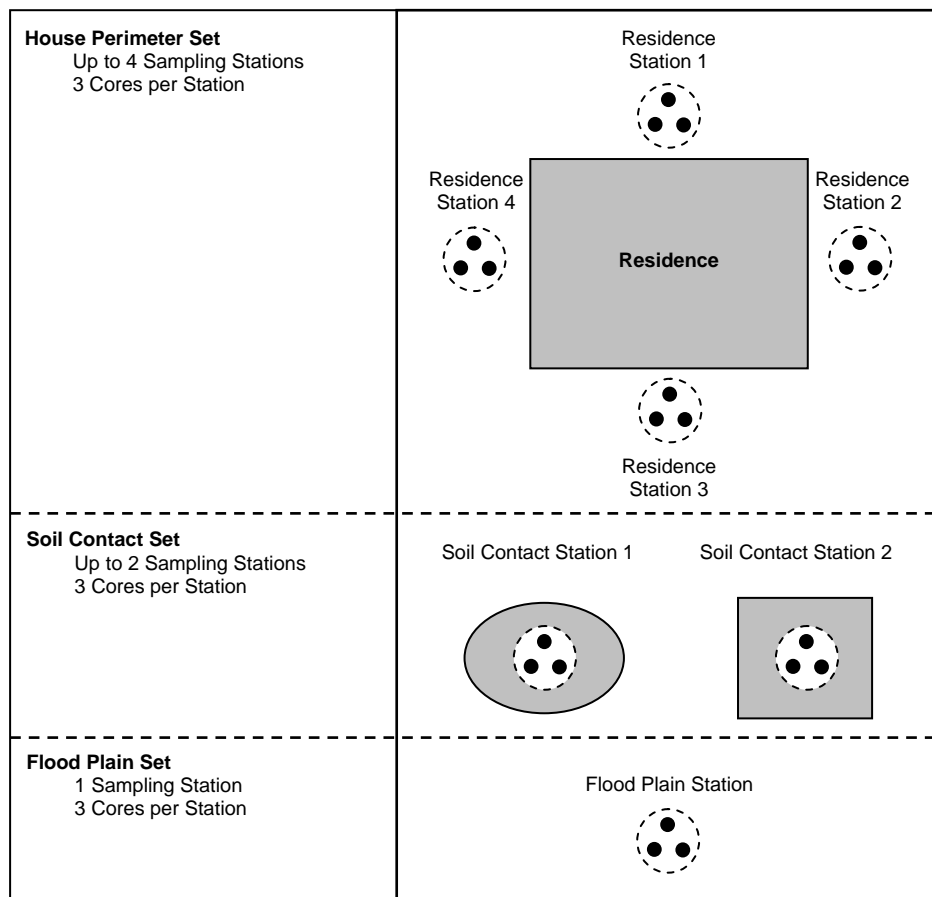 House Perimeter Set
Up to 4 Sampling Stations
3 Cores per Station
Residence
Station 1
Residence
Station 4
Residence
Station 2
Residence
Residence
Station 3
Soil Contact Set
Up to 2 Sampling Stations
3 Cores per Station
Soil Contact Station 1
Soil Contact Station 2
Flood Plain Set
1 Sampling Station
3 Cores per Station
Flood Plain Station